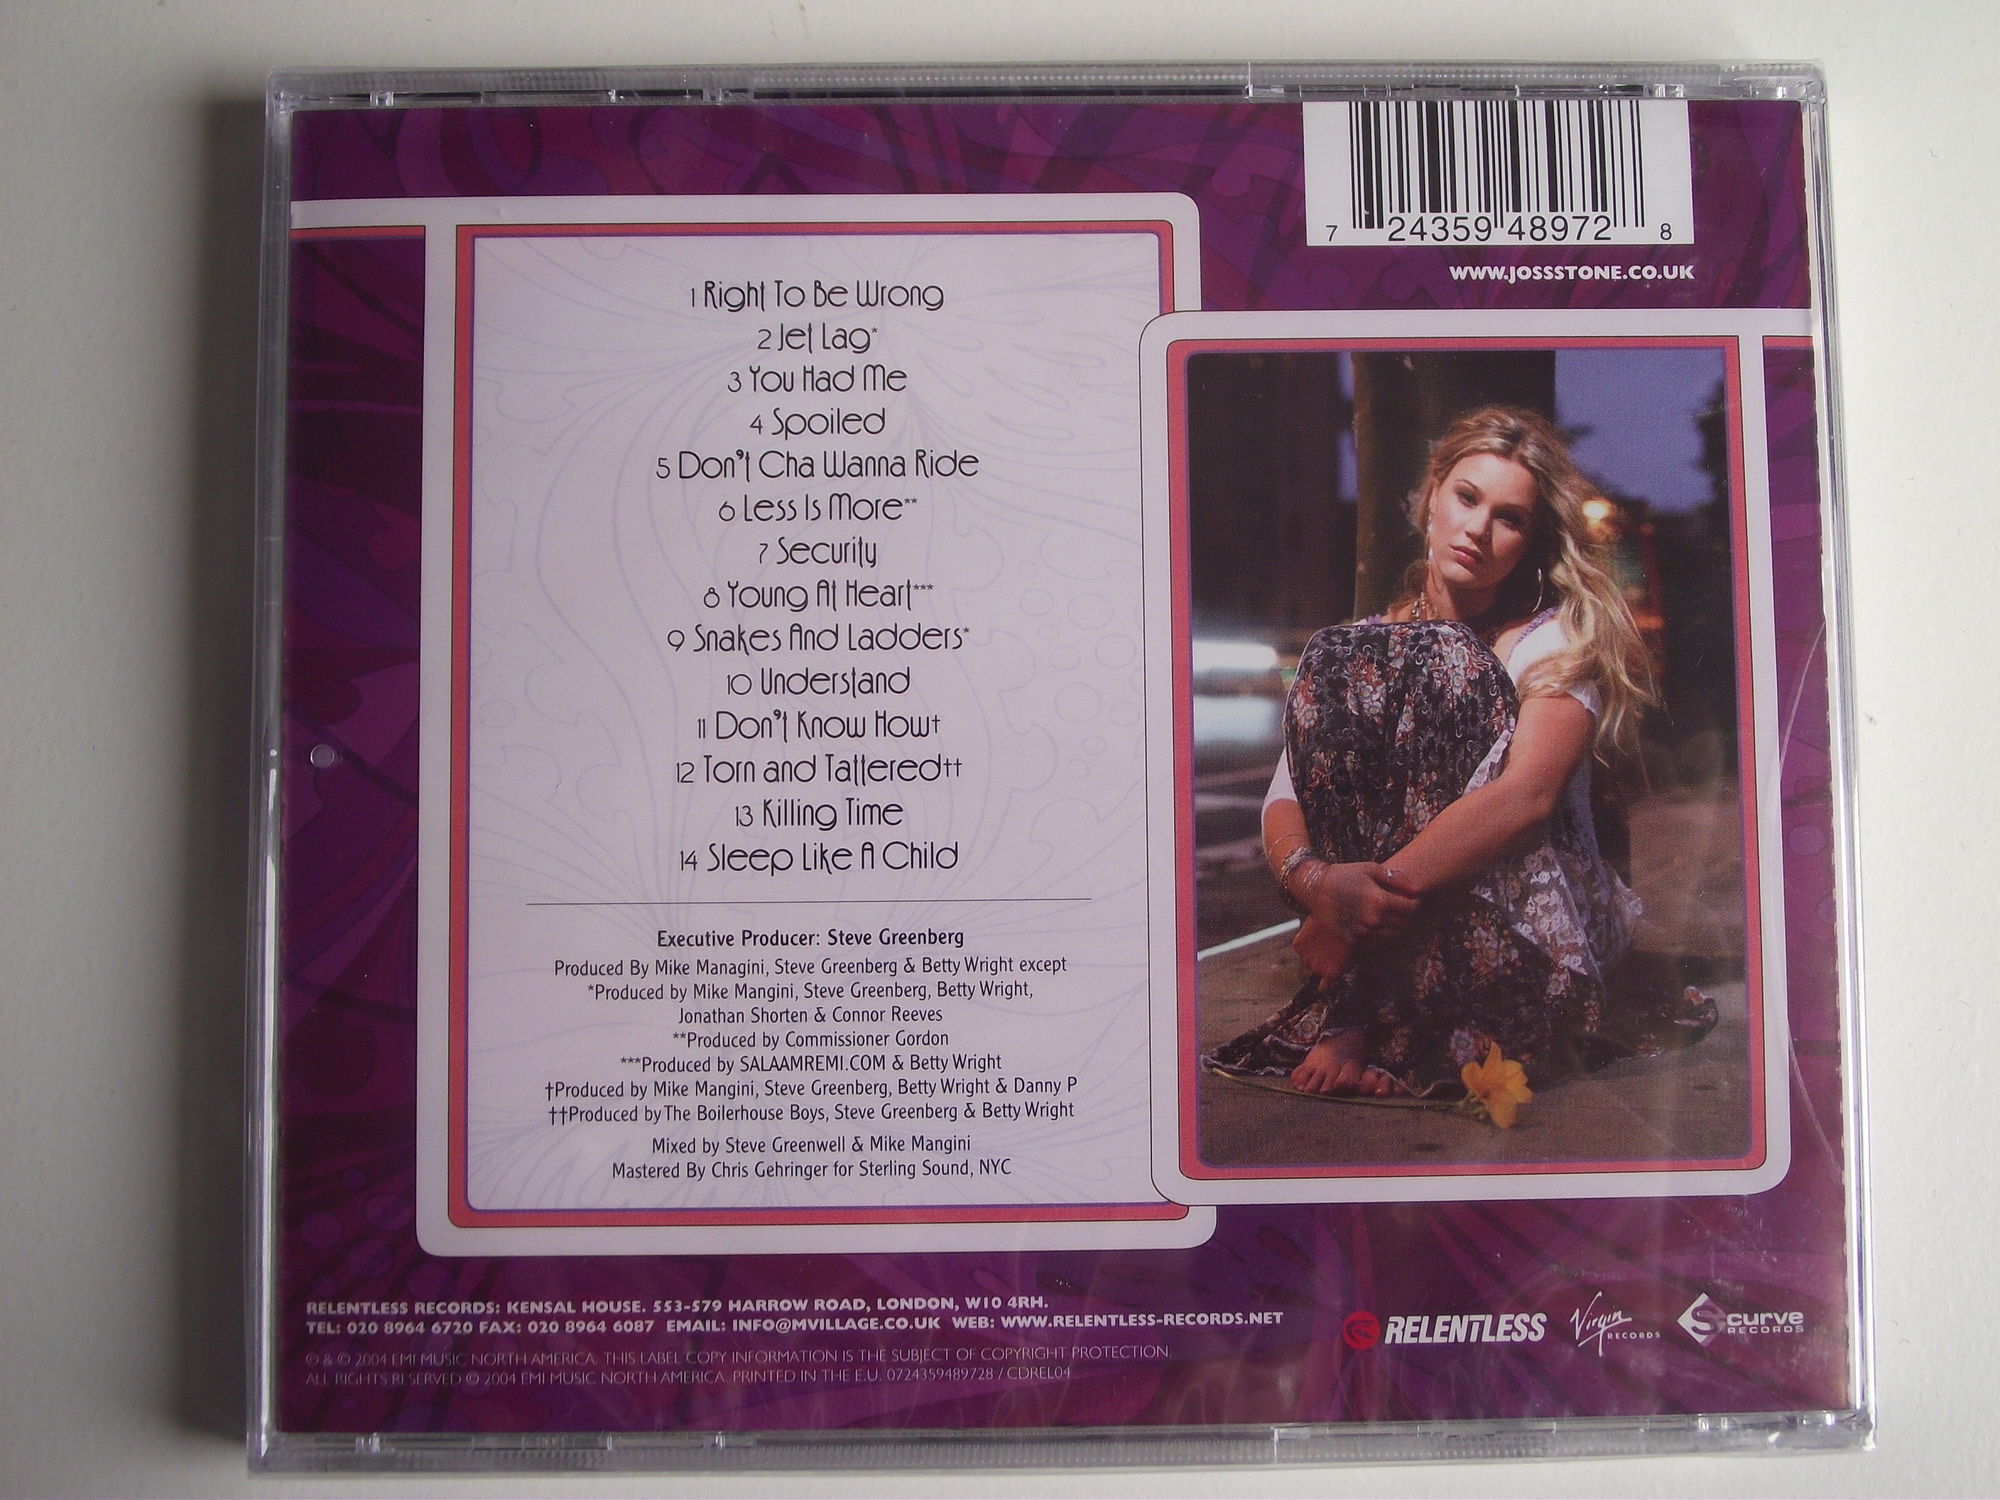 7 24359 48972 8
WWW.JOSSSTONE.CO.UK
1 Right To Be Wrong
2 Jet Lag*
3 You Had Me
4 Spoiled
5 Don't Cha Wanna Ride
6 Less Is More**
7 Security
8 Young At Heart***
9 Snakes And Ladders*
10 Understand
11 Don't Know How†
12 Torn and Tattered††
13 Killing Time
14 Sleep Like A Child
Executive Producer: Steve Greenberg
Produced By Mike Managini, Steve Greenberg & Betty Wright except
*Produced by Mike Mangini, Steve Greenberg, Betty Wright,
Jonathan Shorten & Connor Reeves
**Produced by Commissioner Gordon
***Produced by SALAAMREMI.COM & Betty Wright
†Produced by Mike Mangini, Steve Greenberg, Betty Wright & Danny P
††Produced by The Boilerhouse Boys, Steve Greenberg & Betty Wright
Mixed by Steve Greenwell & Mike Mangini
Mastered By Chris Gehringer for Sterling Sound, NYC
RELENTLESS RECORDS: KENSAL HOUSE. 553-579 HARROW ROAD, LONDON, W10 4RH.
TEL: 020 8964 6720 FAX: 020 8964 6087 EMAIL: INFO@MVILLAGE.CO.UK WEB: WWW.RELENTLESS-RECORDS.NET
℗ & © 2004 EMI MUSIC NORTH AMERICA. THIS LABEL COPY INFORMATION IS THE SUBJECT OF COPYRIGHT PROTECTION.
ALL RIGHTS RESERVED © 2004 EMI MUSIC NORTH AMERICA. PRINTED IN THE E.U. 0724359489728 / CDREL04
RELENTLESS
Virgin RECORDS
S curve RECORDS